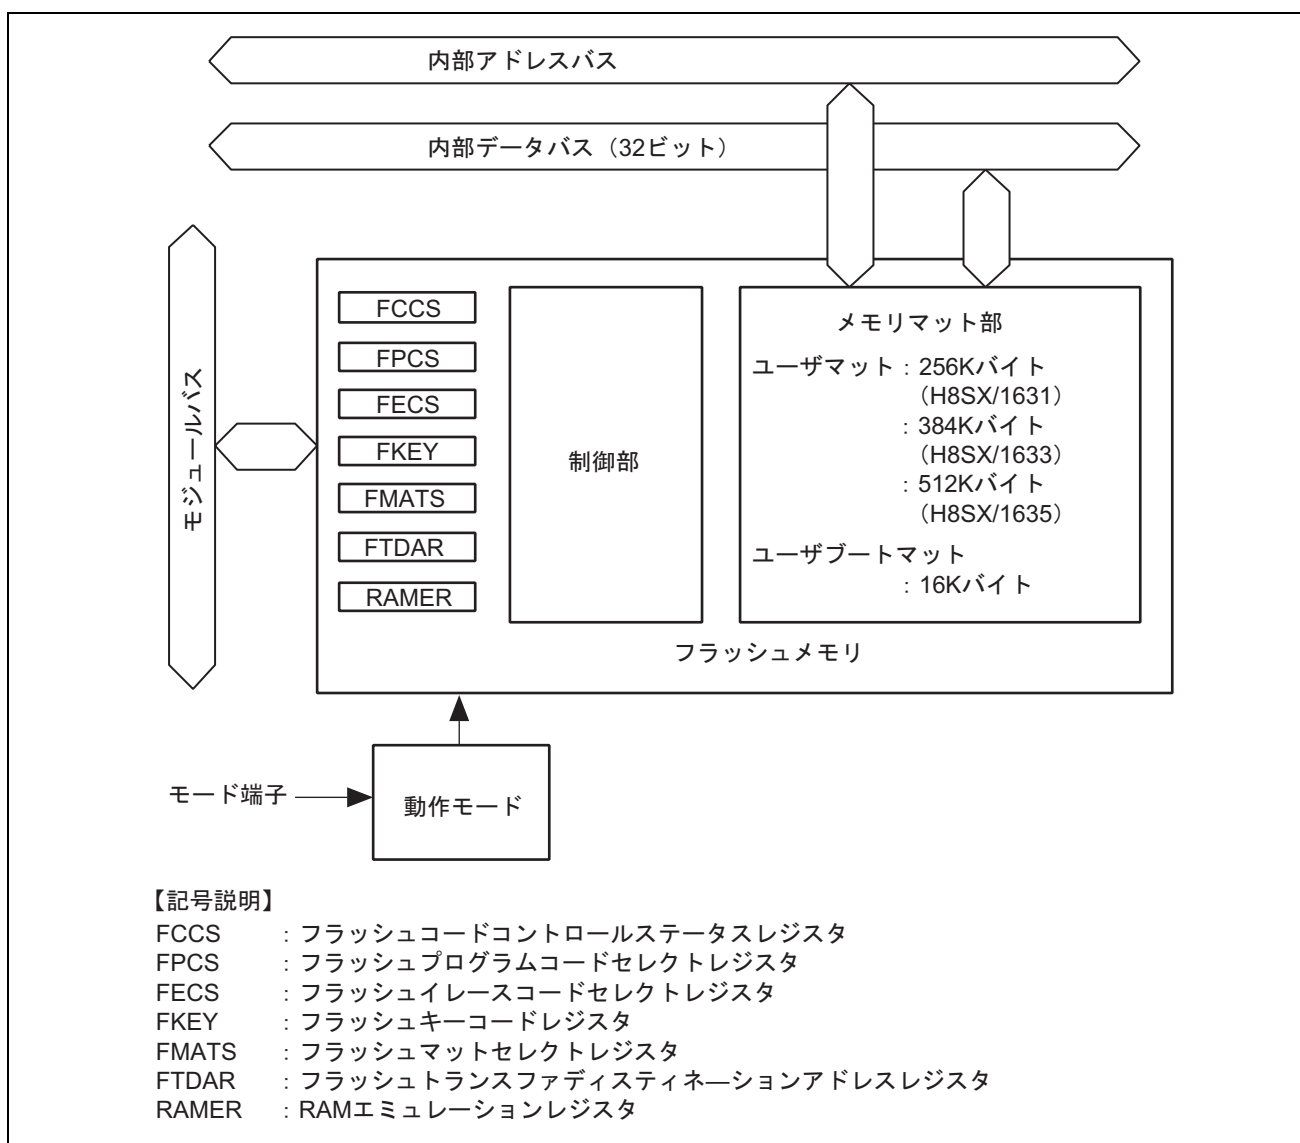 内部アドレスバス
内部データバス（32ビット）
モジュールバス
FCCS
FPCS
FECS
FKEY
FMATS
FTDAR
RAMER
制御部
メモリマット部
ユーザマット：256Kバイト
（H8SX/1631）
：384Kバイト
（H8SX/1633）
：512Kバイト
（H8SX/1635）
ユーザブートマット
：16Kバイト
フラッシュメモリ
モード端子
動作モード
【記号説明】
FCCS ：フラッシュコードコントロールステータスレジスタ
FPCS ：フラッシュプログラムコードセレクトレジスタ
FECS ：フラッシュイレースコードセレクトレジスタ
FKEY ：フラッシュキーコードレジスタ
FMATS ：フラッシュマットセレクトレジスタ
FTDAR ：フラッシュトランスファディスティネ―ションアドレスレジスタ
RAMER ：RAMエミュレーションレジスタ